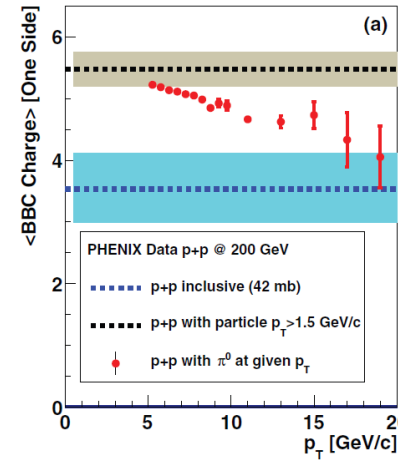 (a)
<BBC Charge> [One Side]
6
4
2
0
PHENIX Data p+p @ 200 GeV
p+p inclusive (42 mb)
p+p with particle p_T>1.5 GeV/c
p+p with π⁰ at given p_T
0 5 10 15 20
p_T [GeV/c]